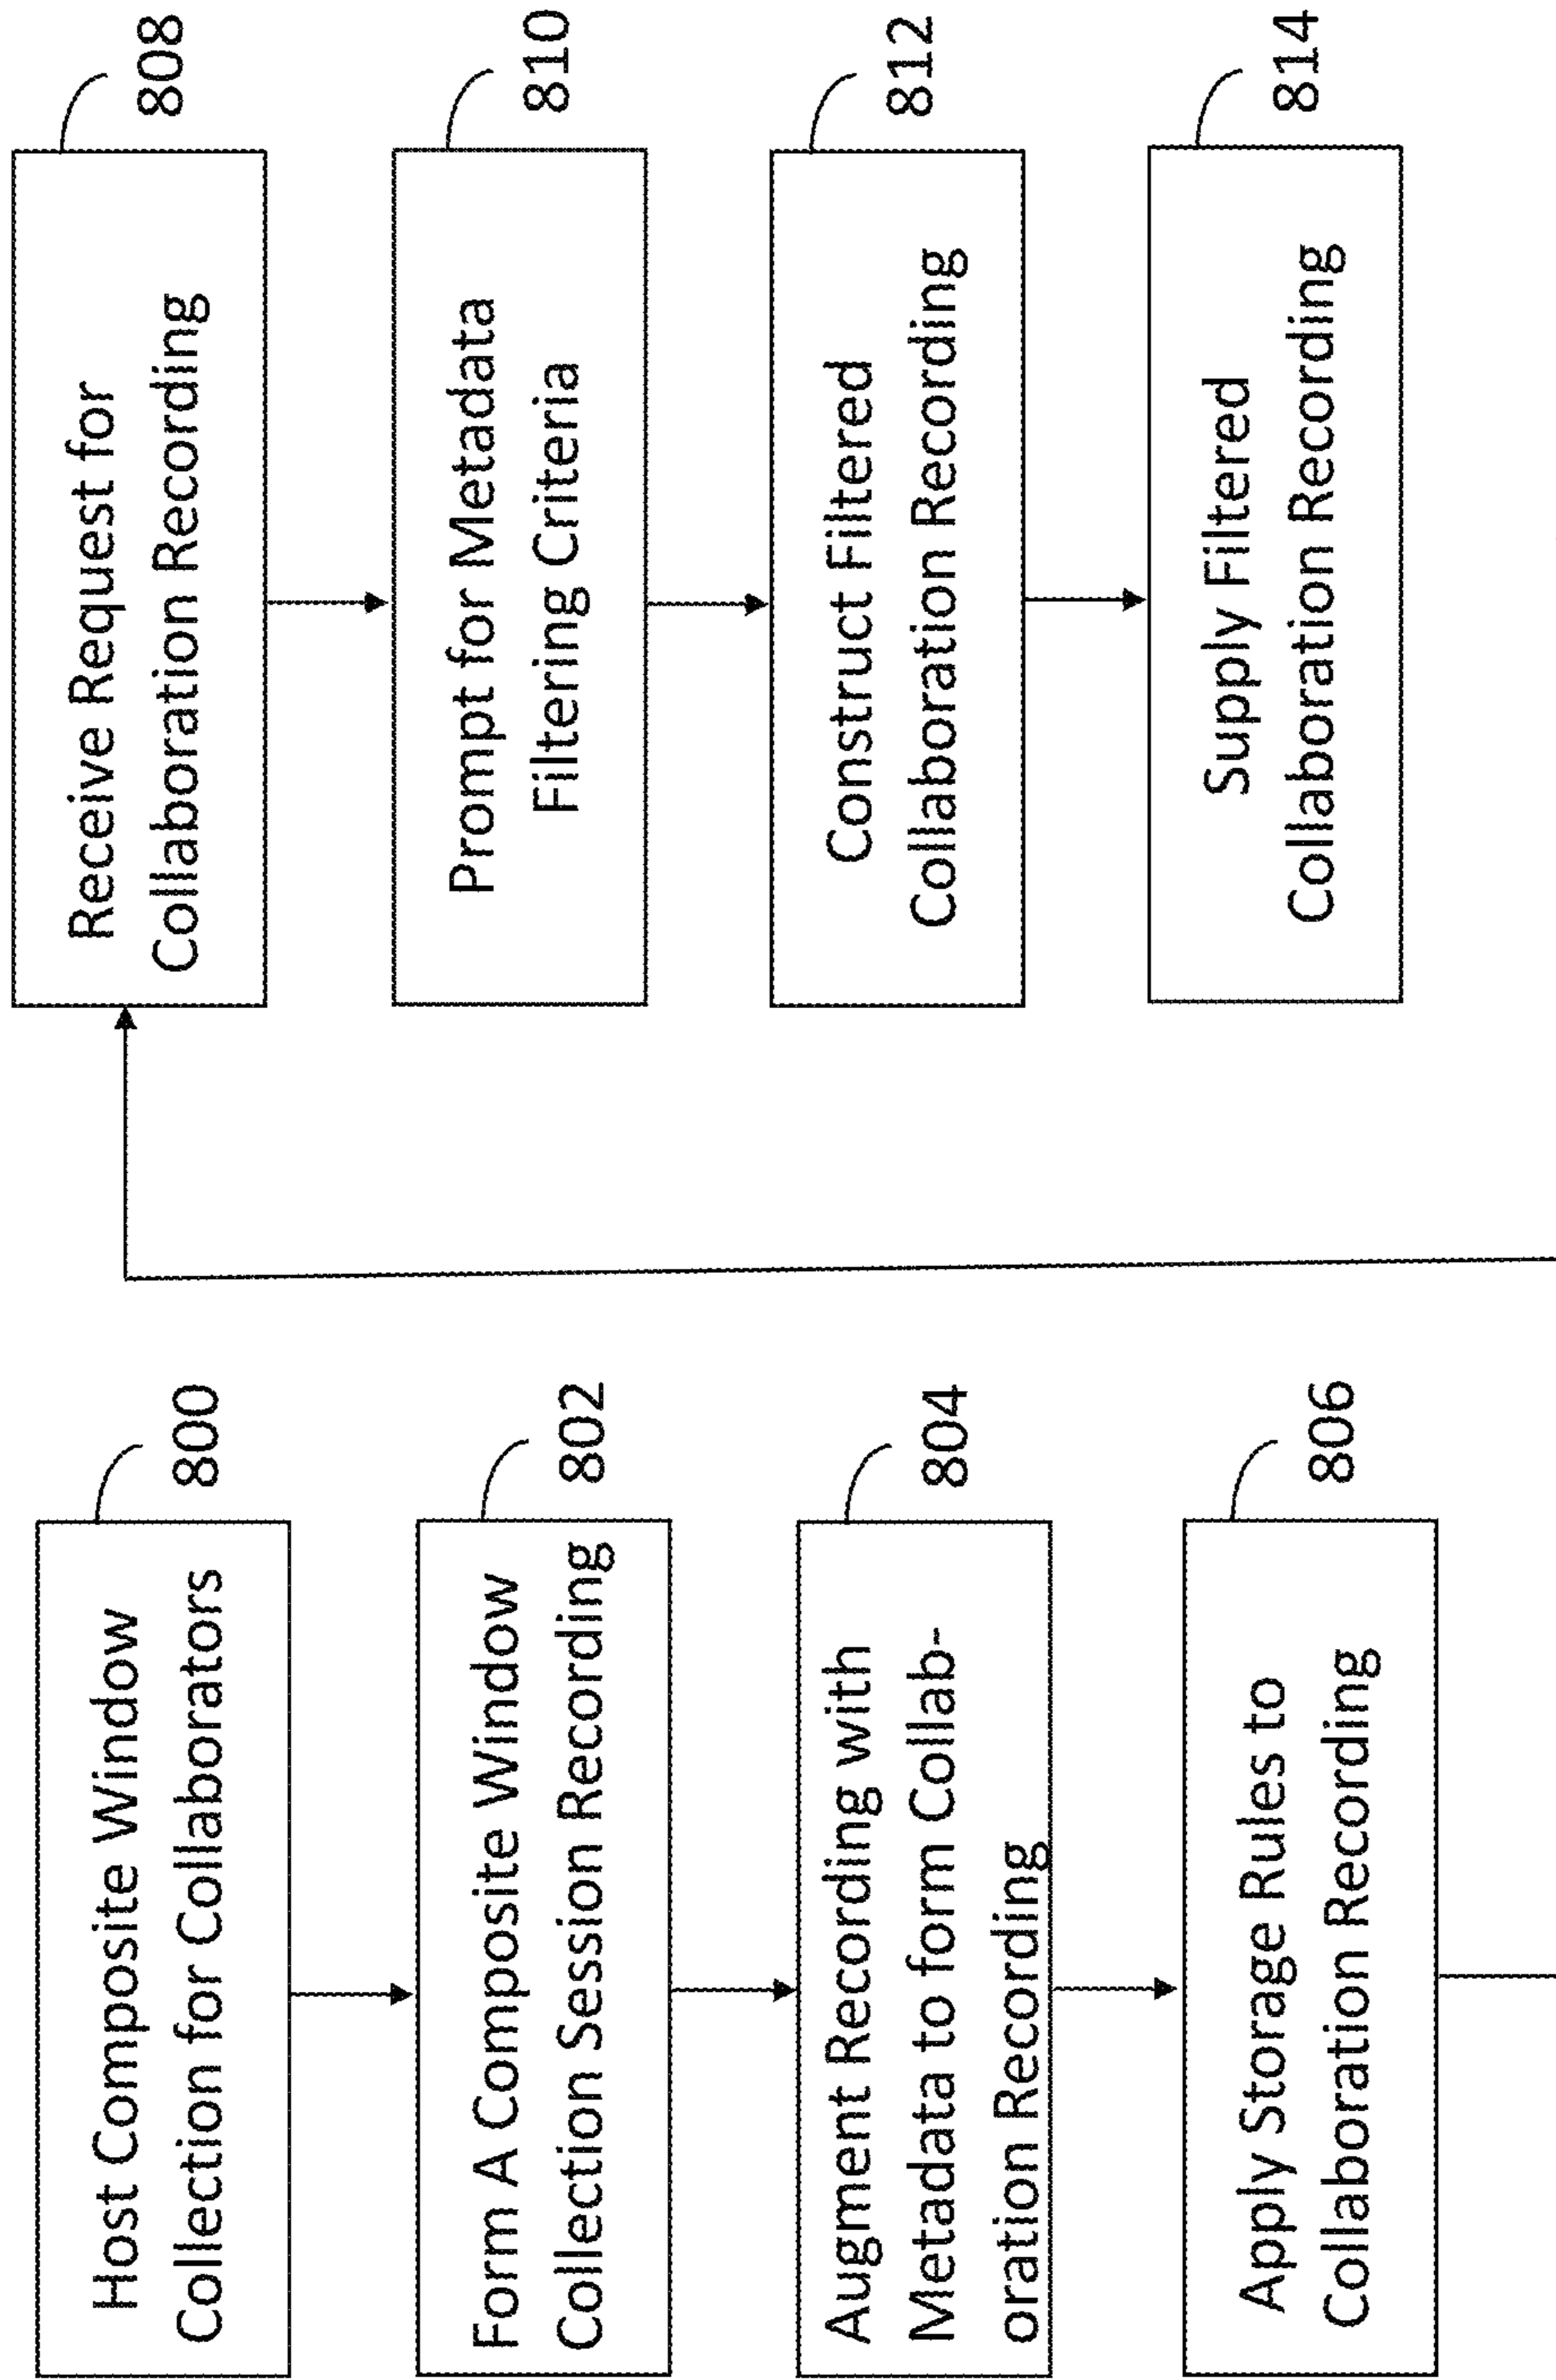 Host Composite Window
Collection for Collaborators
800
Form A Composite Window
Collection Session Recording
802
Augment Recording with
Metadata to form Collab-
oration Recording
804
Apply Storage Rules to
Collaboration Recording
806
Receive Request for
Collaboration Recording
808
Prompt for Metadata
Filtering Criteria
810
Construct Filtered
Collaboration Recording
812
Supply Filtered
Collaboration Recording
814